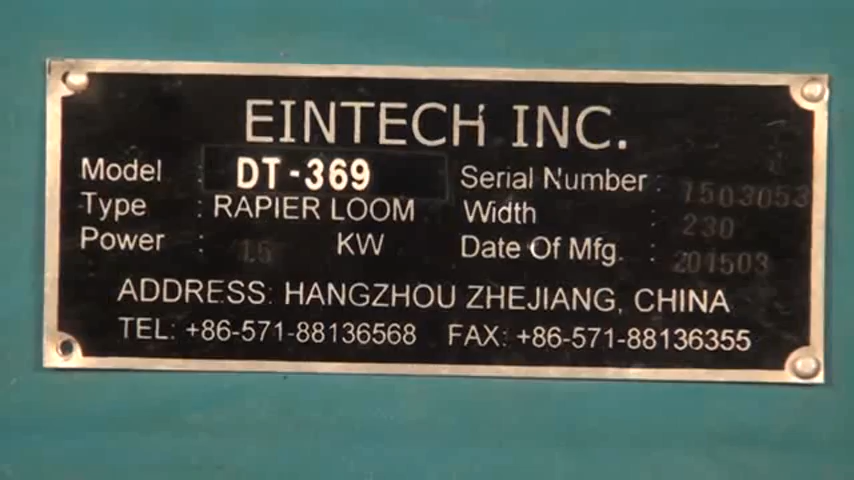 EINTECH INC.
Model DT-369 Serial Number : 1503053
Type : RAPIER LOOM Width : 230
Power : 15 KW Date Of Mfg. : 201503
ADDRESS: HANGZHOU ZHEJIANG, CHINA
TEL: +86-571-88136568 FAX: +86-571-88136355